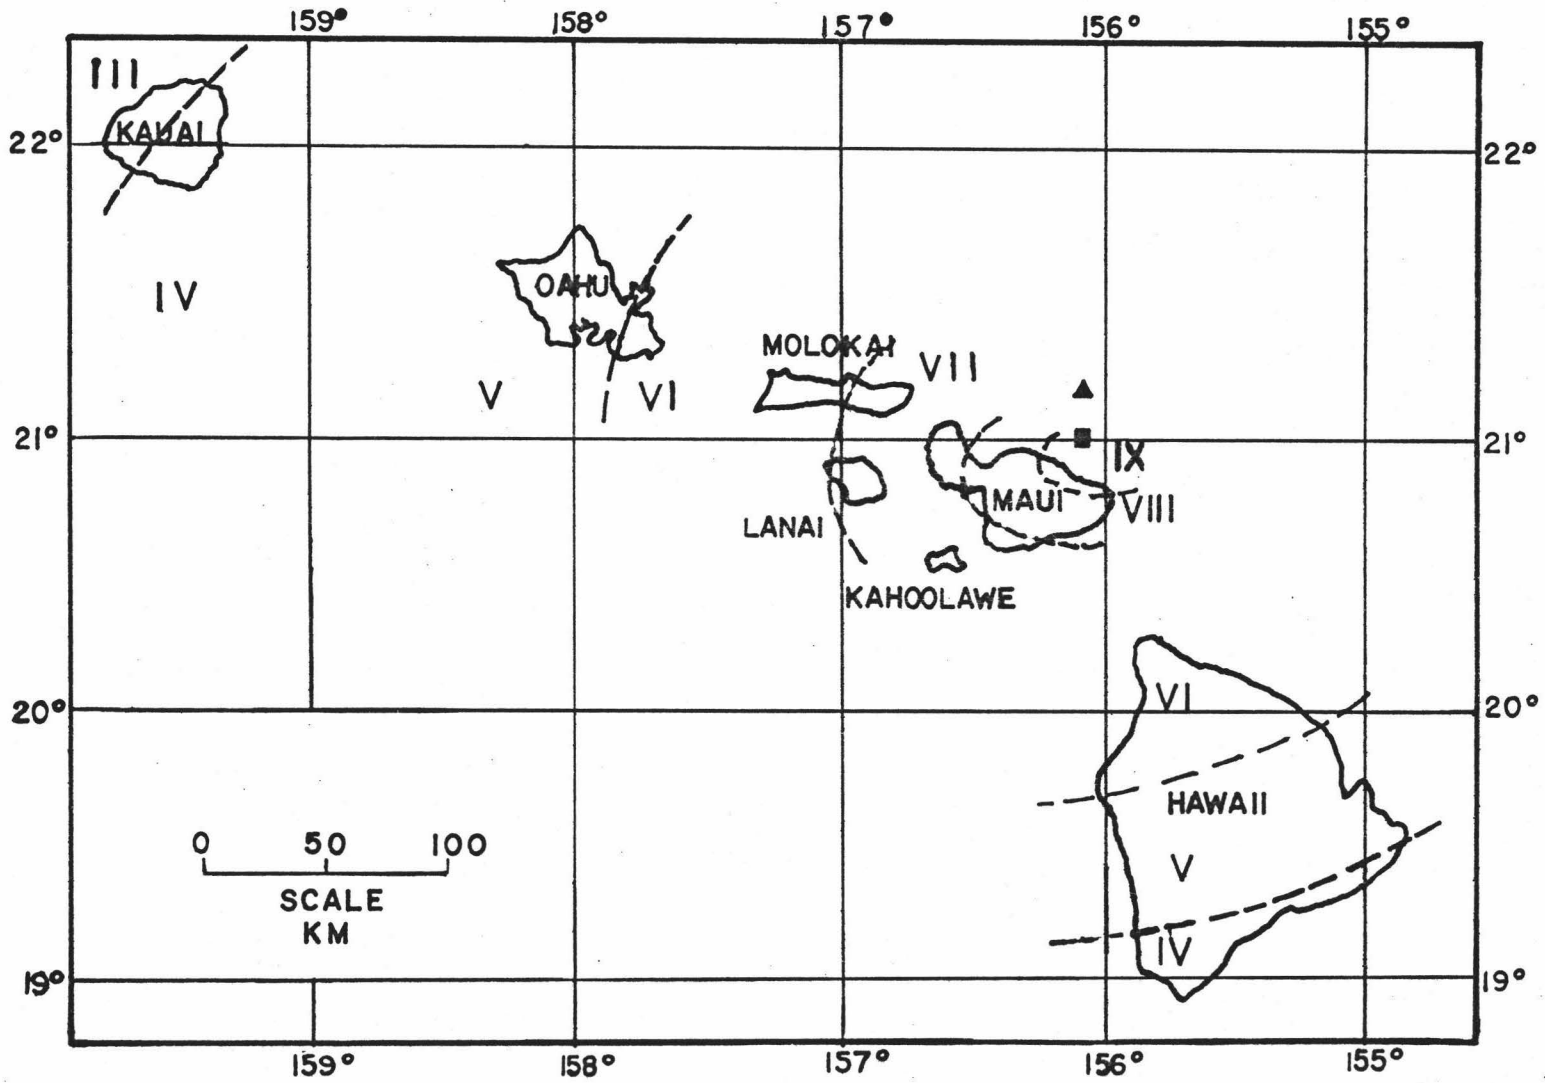 159° 158° 157° 156° 155°
III
KAUAI
22° 22°
IV
OAHU
MOLOKAI VII
V VI
21° 21°
IX
MAUI VIII
LANAI
KAHOOLAWE
VI
20° 20°
HAWAII
0 50 100
V
SCALE
KM
IV
19° 19°
159° 158° 157° 156° 155°